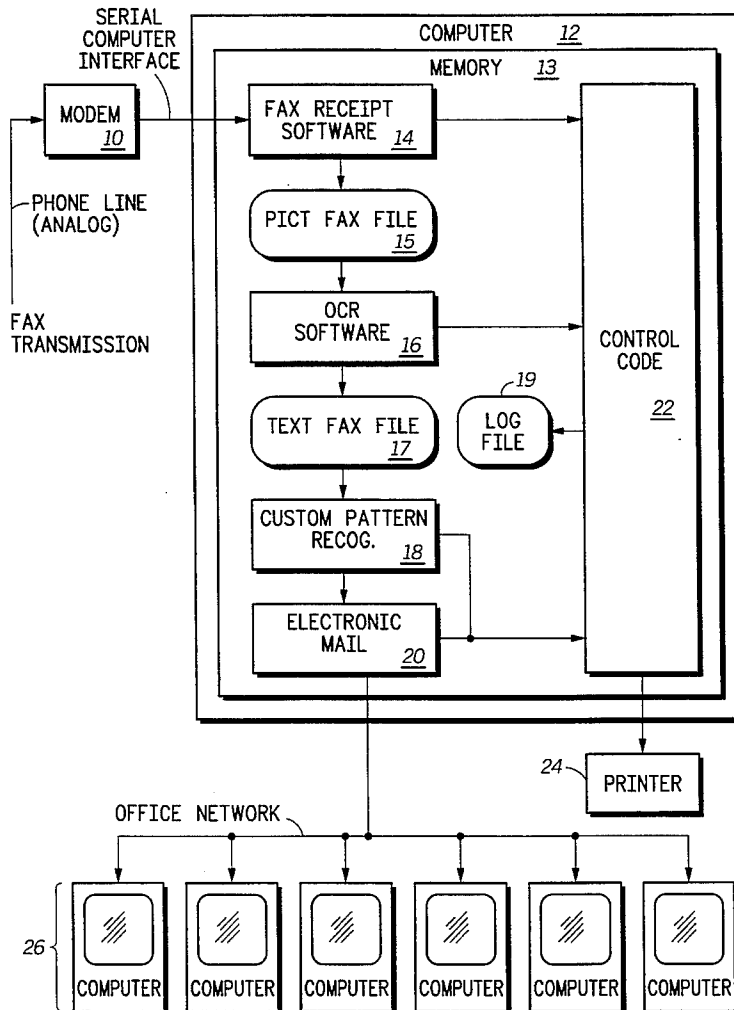 SERIAL
COMPUTER
INTERFACE
COMPUTER 12
MEMORY 13
MODEM
10
FAX RECEIPT
SOFTWARE 14
PHONE LINE
(ANALOG)
PICT FAX FILE
15
FAX
TRANSMISSION
OCR
SOFTWARE
16
CONTROL
CODE
22
TEXT FAX FILE
17
19
LOG
FILE
CUSTOM PATTERN
RECOG.
18
ELECTRONIC
MAIL
20
24
PRINTER
OFFICE NETWORK
26
COMPUTER
COMPUTER
COMPUTER
COMPUTER
COMPUTER
COMPUTER